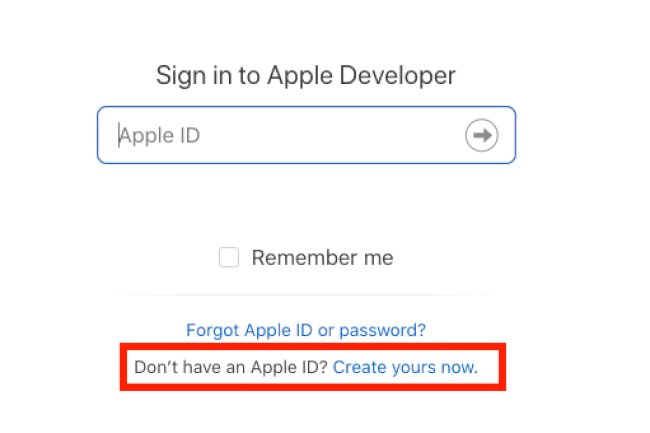 Sign in to Apple Developer
Apple ID
Remember me
Forgot Apple ID or password?
Don't have an Apple ID? Create yours now.